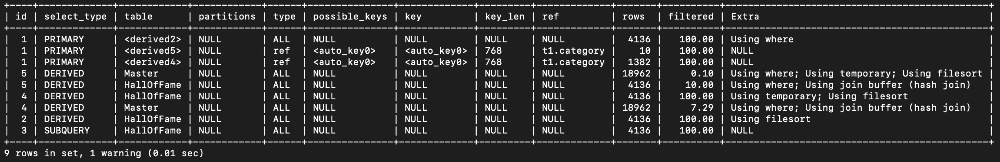 +----+-------------+------------+------------+------+---------------+-------------+---------+-------------+-------+----------+----------------------------------------------+
| id | select_type | table      | partitions | type | possible_keys | key         | key_len | ref         | rows  | filtered | Extra                                        |
+----+-------------+------------+------------+------+---------------+-------------+---------+-------------+-------+----------+----------------------------------------------+
|  1 | PRIMARY     | <derived2> | NULL       | ALL  | NULL          | NULL        | NULL    | NULL        |  4136 |   100.00 | Using where                                  |
|  1 | PRIMARY     | <derived5> | NULL       | ref  | <auto_key0>   | <auto_key0> | 768     | t1.category |    10 |   100.00 | NULL                                         |
|  1 | PRIMARY     | <derived4> | NULL       | ref  | <auto_key0>   | <auto_key0> | 768     | t1.category |  1382 |   100.00 | NULL                                         |
|  5 | DERIVED     | Master     | NULL       | ALL  | NULL          | NULL        | NULL    | NULL        | 18962 |     0.10 | Using where; Using temporary; Using filesort |
|  5 | DERIVED     | HallOfFame | NULL       | ALL  | NULL          | NULL        | NULL    | NULL        |  4136 |    10.00 | Using where; Using join buffer (hash join)   |
|  4 | DERIVED     | HallOfFame | NULL       | ALL  | NULL          | NULL        | NULL    | NULL        |  4136 |   100.00 | Using temporary; Using filesort              |
|  4 | DERIVED     | Master     | NULL       | ALL  | NULL          | NULL        | NULL    | NULL        | 18962 |     7.29 | Using where; Using join buffer (hash join)   |
|  2 | DERIVED     | HallOfFame | NULL       | ALL  | NULL          | NULL        | NULL    | NULL        |  4136 |   100.00 | Using filesort                               |
|  3 | SUBQUERY    | HallOfFame | NULL       | ALL  | NULL          | NULL        | NULL    | NULL        |  4136 |   100.00 | NULL                                         |
+----+-------------+------------+------------+------+---------------+-------------+---------+-------------+-------+----------+----------------------------------------------+
9 rows in set, 1 warning (0.01 sec)